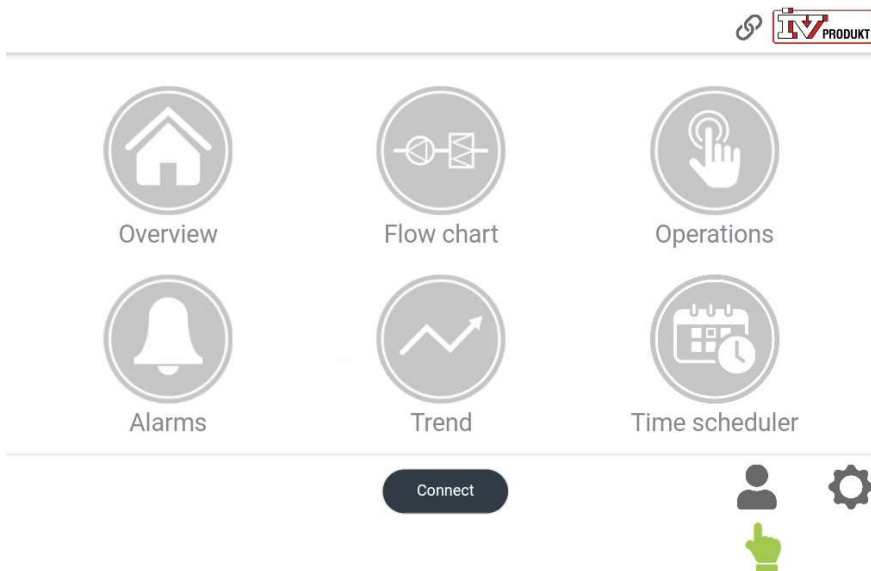 IV PRODUKT
Overview
Flow chart
Operations
Alarms
Trend
Time scheduler
Connect